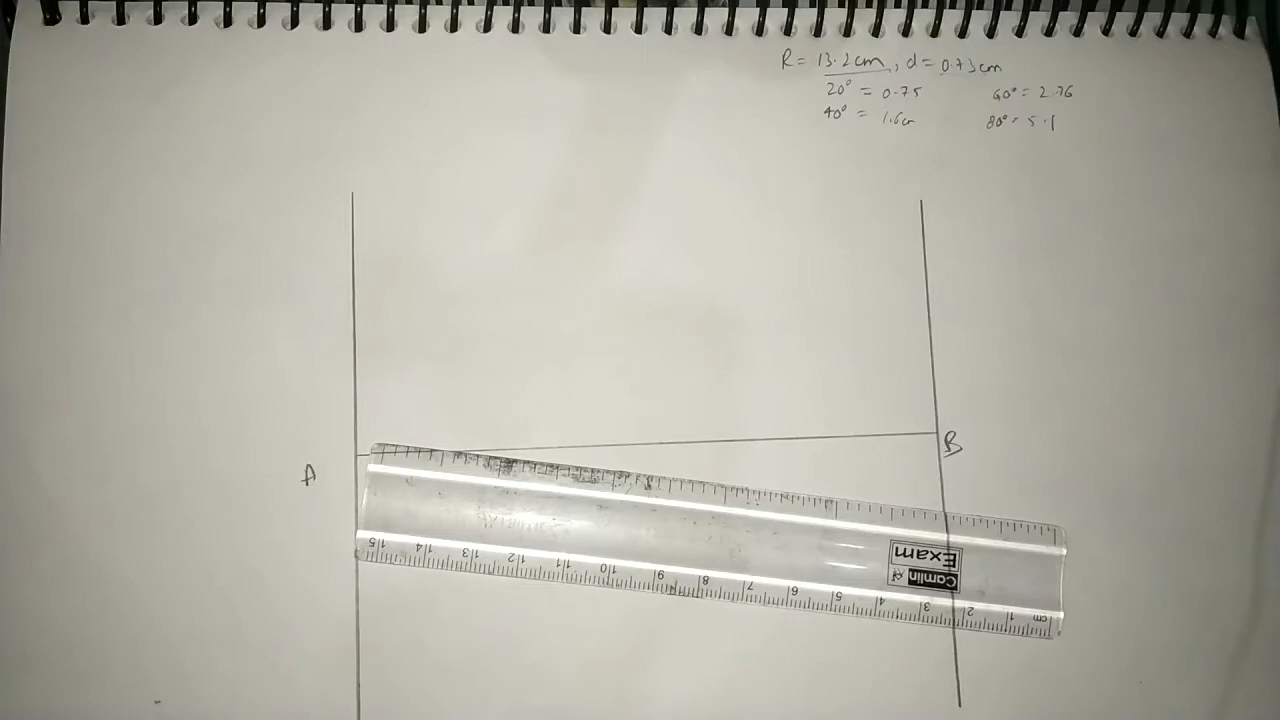 R = 13.2cm, d = 0.73cm
20° = 0.75 60° = 2.76
40° = 1.6cm 80° = 5.1
A
B
Exam
Camlin
15 14 13 12 11 10 9 8 7 6 5 4 3 2 1 cm